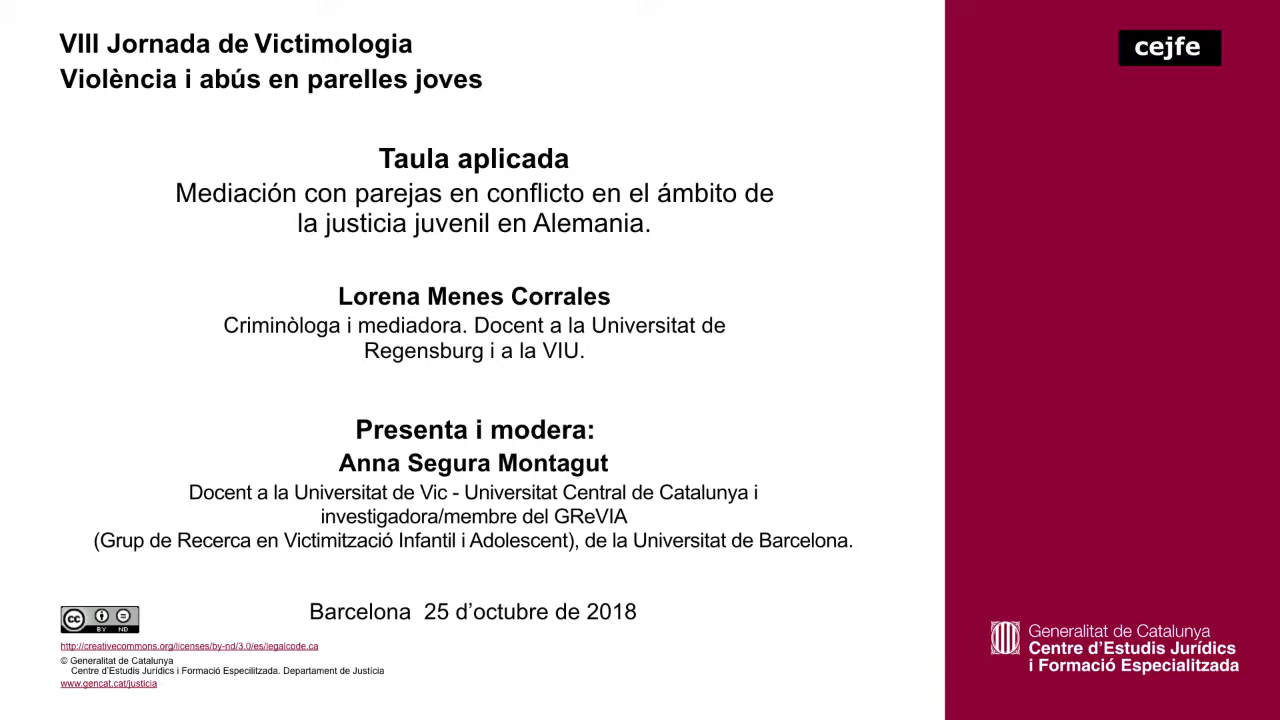 VIII Jornada de Victimologia
Violència i abús en parelles joves
cejfe
Taula aplicada
Mediación con parejas en conflicto en el ámbito de
la justicia juvenil en Alemania.
Lorena Menes Corrales
Criminòloga i mediadora. Docent a la Universitat de
Regensburg i a la VIU.
Presenta i modera:
Anna Segura Montagut
Docent a la Universitat de Vic - Universitat Central de Catalunya i
investigadora/membre del GReVIA
(Grup de Recerca en Victimització Infantil i Adolescent), de la Universitat de Barcelona.
Barcelona 25 d’octubre de 2018
cc BY ND
http://creativecommons.org/licenses/by-nd/3.0/es/legalcode.ca
© Generalitat de Catalunya
Centre d'Estudis Jurídics i Formació Especilitzada. Departament de Justícia
www.gencat.cat/justicia
Generalitat de Catalunya
Centre d’Estudis Jurídics
i Formació Especialitzada